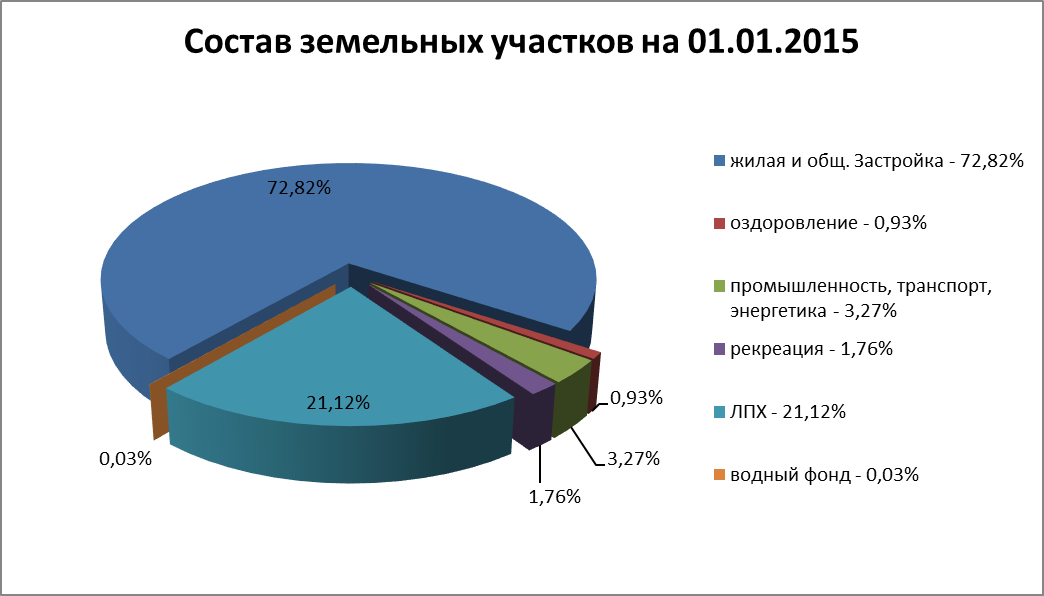 Состав земельных участков на 01.01.2015
72,82%
21,12%
0,03%
0,93%
3,27%
1,76%
жилая и общ. Застройка - 72,82%
оздоровление - 0,93%
промышленность, транспорт,
энергетика - 3,27%
рекреация - 1,76%
ЛПХ - 21,12%
водный фонд - 0,03%